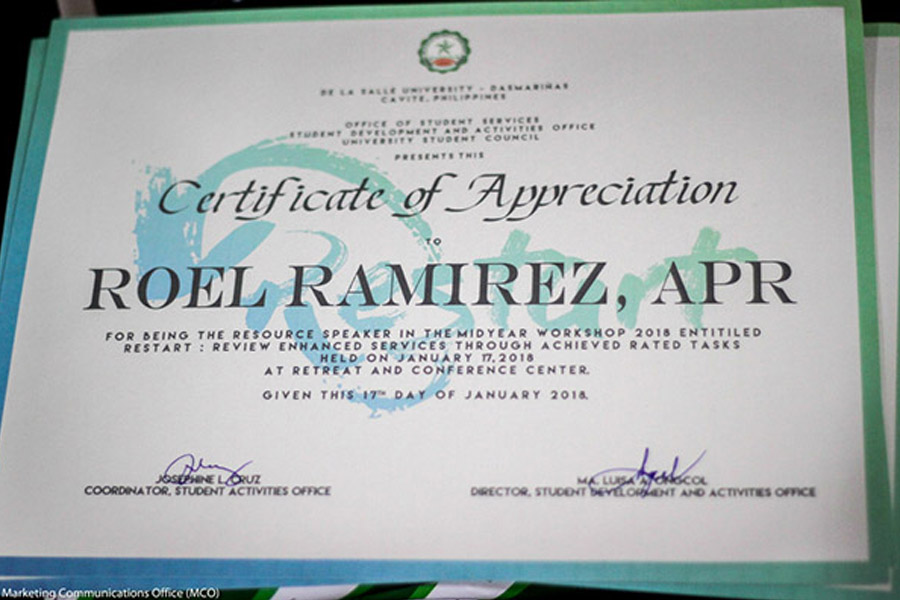 DE LA SALLE UNIVERSITY - DASMARIÑAS
CAVITE, PHILIPPINES
OFFICE OF STUDENT SERVICES
STUDENT DEVELOPMENT AND ACTIVITIES OFFICE
UNIVERSITY STUDENT COUNCIL
PRESENTS THIS
Certificate of Appreciation
TO
Restart
ROEL RAMIREZ, APR
FOR BEING THE RESOURCE SPEAKER IN THE MIDYEAR WORKSHOP 2018 ENTITILED
RESTART : REVIEW ENHANCED SERVICES THROUGH ACHIEVED RATED TASKS
HELD ON JANUARY 17, 2018
AT RETREAT AND CONFERENCE CENTER.
GIVEN THIS 17TH DAY OF JANUARY 2018.
JOSEPHINE L. CRUZ
COORDINATOR, STUDENT ACTIVITIES OFFICE
MA. LUISA A. ONGCOL
DIRECTOR, STUDENT DEVELOPMENT AND ACTIVITIES OFFICE
Marketing Communications Office (MCO)